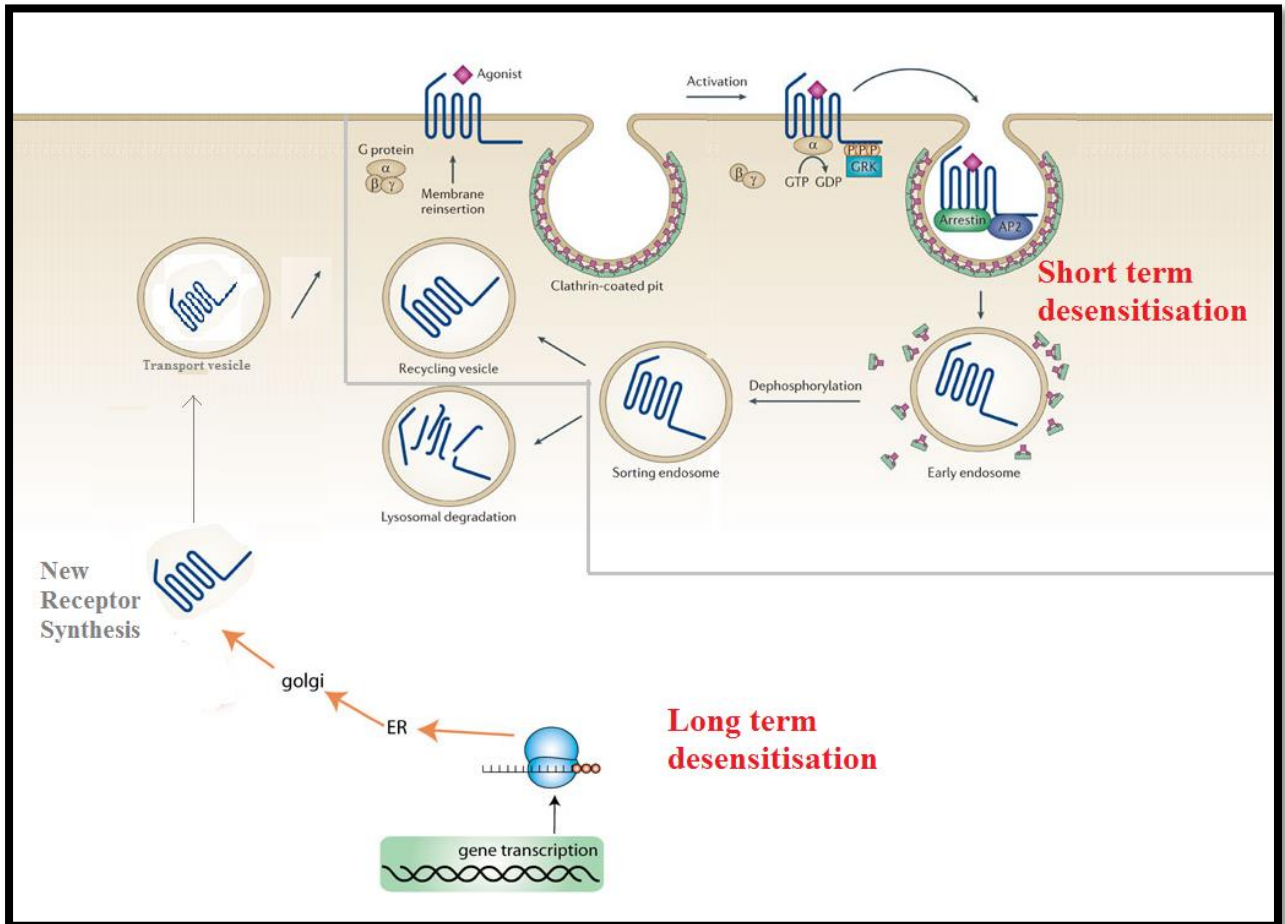 Agonist
Activation
G protein
α
β γ
Membrane
reinsertion
Clathrin-coated pit
β γ
α
GTP GDP
P P P
GRK
Arrestin
AP2
Short term
desensitisation
Transport vesicle
Recycling vesicle
Dephosphorylation
Sorting endosome
Early endosome
Lysosomal degradation
New
Receptor
Synthesis
golgi
ER
Long term
desensitisation
gene transcription